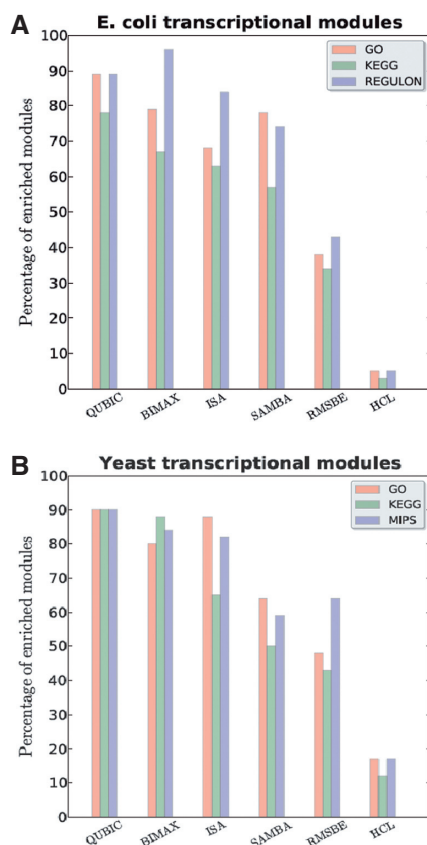 A
E. coli transcriptional modules
GO
KEGG
REGULON
Percentage of enriched modules
100
90
80
70
60
50
40
30
20
10
0
QUBIC
BIMAX
ISA
SAMBA
RMSBE
HCL
B
Yeast transcriptional modules
GO
KEGG
MIPS
Percentage of enriched modules
100
90
80
70
60
50
40
30
20
10
0
QUBIC
BIMAX
ISA
SAMBA
RMSBE
HCL